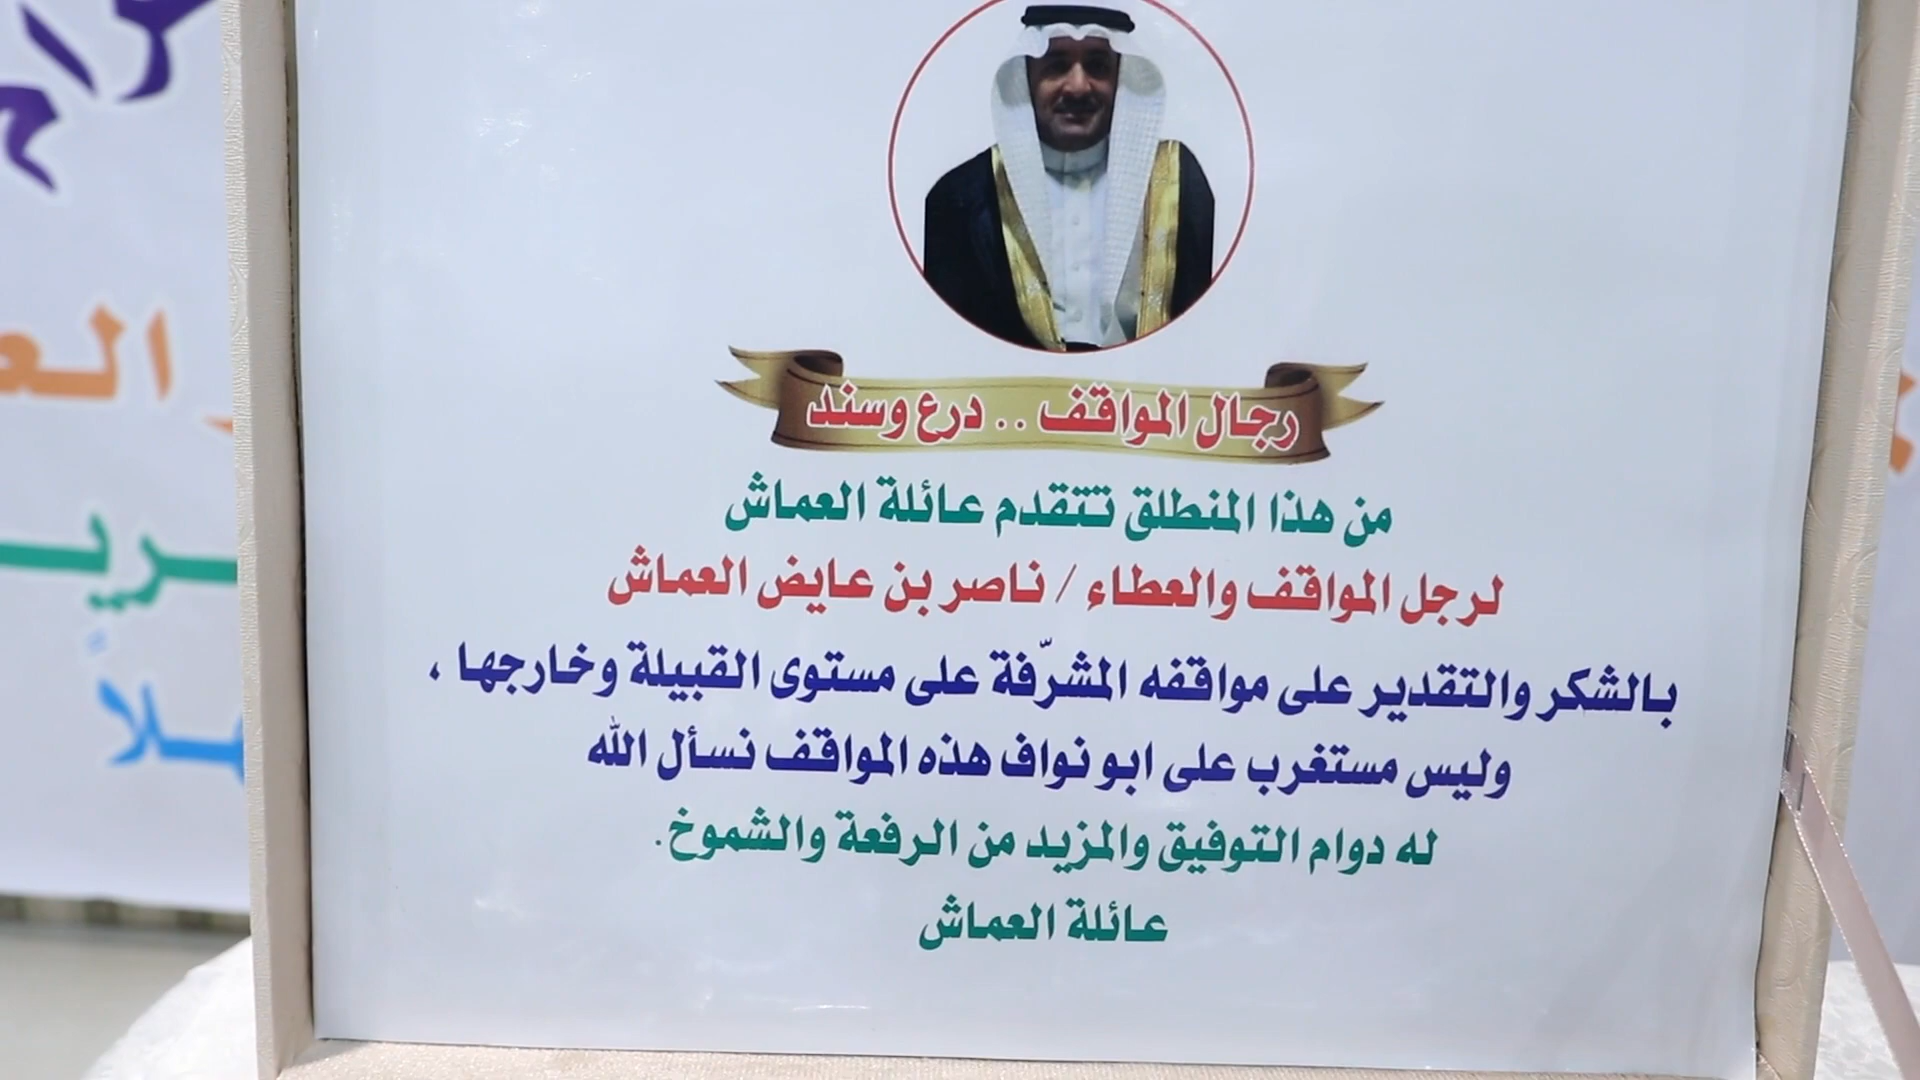 رجال المواقف .. درع وسند
من هذا المنطلق تتقدم عائلة العماش
لرجل المواقف والعطاء / ناصر بن عايض العماش
بالشكر والتقدير على مواقفه المشرّفة على مستوى القبيلة وخارجها ،
وليس مستغرب على ابو نواف هذه المواقف نسأل الله
له دوام التوفيق والمزيد من الرفعة والشموخ.
عائلة العماش